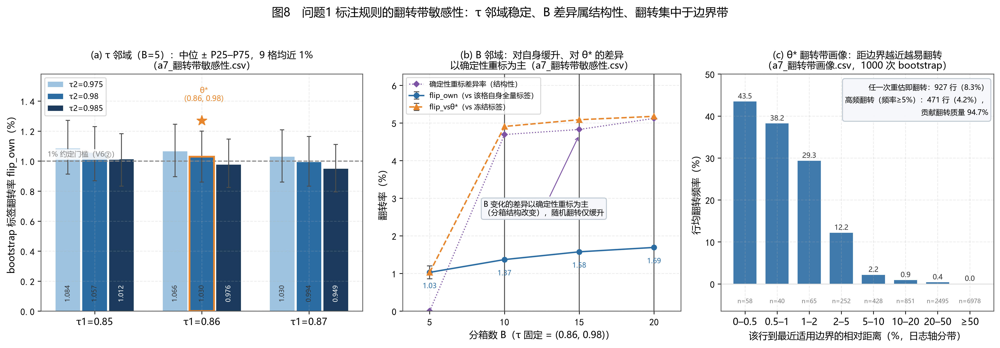 图8　问题1 标注规则的翻转带敏感性：τ 邻域稳定、B 差异属结构性、翻转集中于边界带
(a) τ 邻域（B=5）：中位 ± P25–P75，9 格均近 1%
（a7_翻转带敏感性.csv）
bootstrap 标签翻转率 flip_own（%）
1.4
1.2
1.0
0.8
0.6
0.4
0.2
0.0
τ2=0.975
τ2=0.98
τ2=0.985
θ*
(0.86, 0.98)
1% 约定门槛（V6②）
1.084
1.057
1.012
1.066
1.030
0.976
1.030
0.994
0.949
τ1=0.85
τ1=0.86
τ1=0.87
(b) B 邻域：对自身缓升、对 θ* 的差异
以确定性重标为主（a7_翻转带敏感性.csv）
翻转率（%）
6
5
4
3
2
1
0
确定性重标差异率（结构性）
flip_own（vs 该格自身全量标签）
flip_vsθ*（vs 冻结标签）
B 变化的差异以确定性重标为主
（分箱结构改变），随机翻转仅缓升
1.03
1.37
1.58
1.69
5
10
15
20
分箱数 B（τ 固定 = (0.86, 0.98)）
(c) θ* 翻转带画像：距边界越近越易翻转
（a7_翻转带画像.csv，1000 次 bootstrap）
行均翻转频率（%）
50
40
30
20
10
0
任一次重估即翻转：927 行（8.3%）
高频翻转（频率≥5%）：471 行（4.2%），
贡献翻转质量 94.7%
43.5
38.2
29.3
12.2
2.2
0.9
0.4
0.0
n=58
n=40
n=65
n=252
n=428
n=851
n=2495
n=6978
0–0.5
0.5–1
1–2
2–5
5–10
10–20
20–50
≥50
该行到最近适用边界的相对距离（%，日志轴分带）